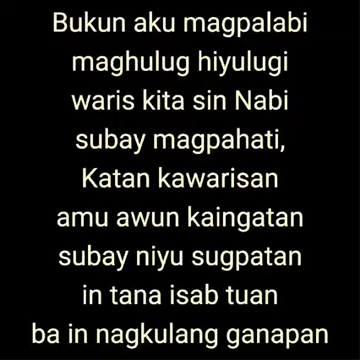 Bukun aku magpalabi
maghulug hiyulugi
waris kita sin Nabi
subay magpahati,
Katan kawarisan
amu awun kaingatan
subay niyu sugpatan
in tana isab tuan
ba in nagkulang ganapan